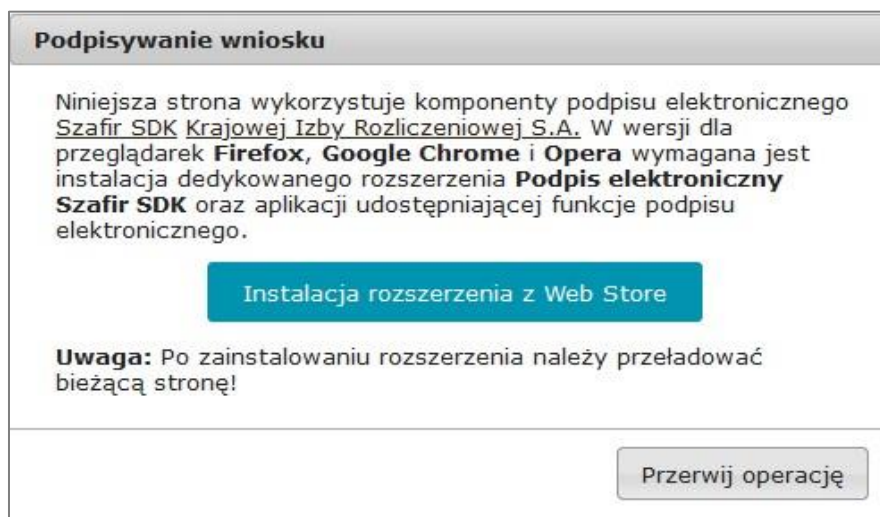 Podpisywanie wniosku
Niniejsza strona wykorzystuje komponenty podpisu elektronicznego
Szafir SDK Krajowej Izby Rozliczeniowej S.A. W wersji dla
przeglądarek Firefox, Google Chrome i Opera wymagana jest
instalacja dedykowanego rozszerzenia Podpis elektroniczny
Szafir SDK oraz aplikacji udostępniającej funkcje podpisu
elektronicznego.
Instalacja rozszerzenia z Web Store
Uwaga: Po zainstalowaniu rozszerzenia należy przeładować
bieżącą stronę!
Przerwij operację